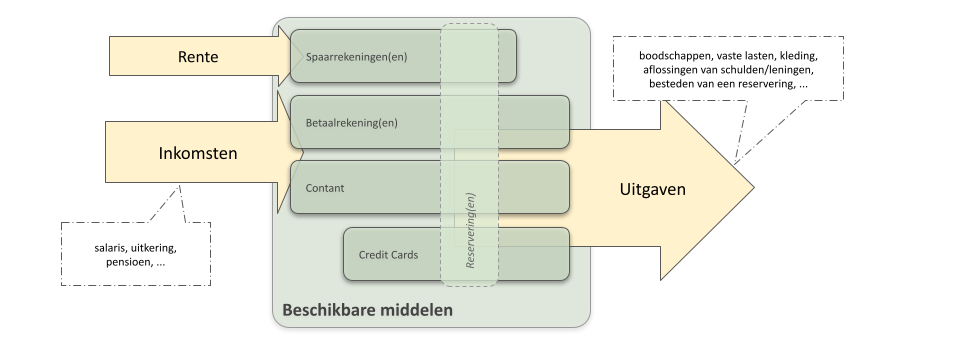 Rente
Spaarrekeningen(en)
boodschappen, vaste lasten, kleding,
aflossingen van schulden/leningen,
besteden van een reservering, ...
Betaalrekening(en)
Inkomsten
Contant
Uitgaven
Reservering(en)
salaris, uitkering,
pensioen, ...
Credit Cards
Beschikbare middelen